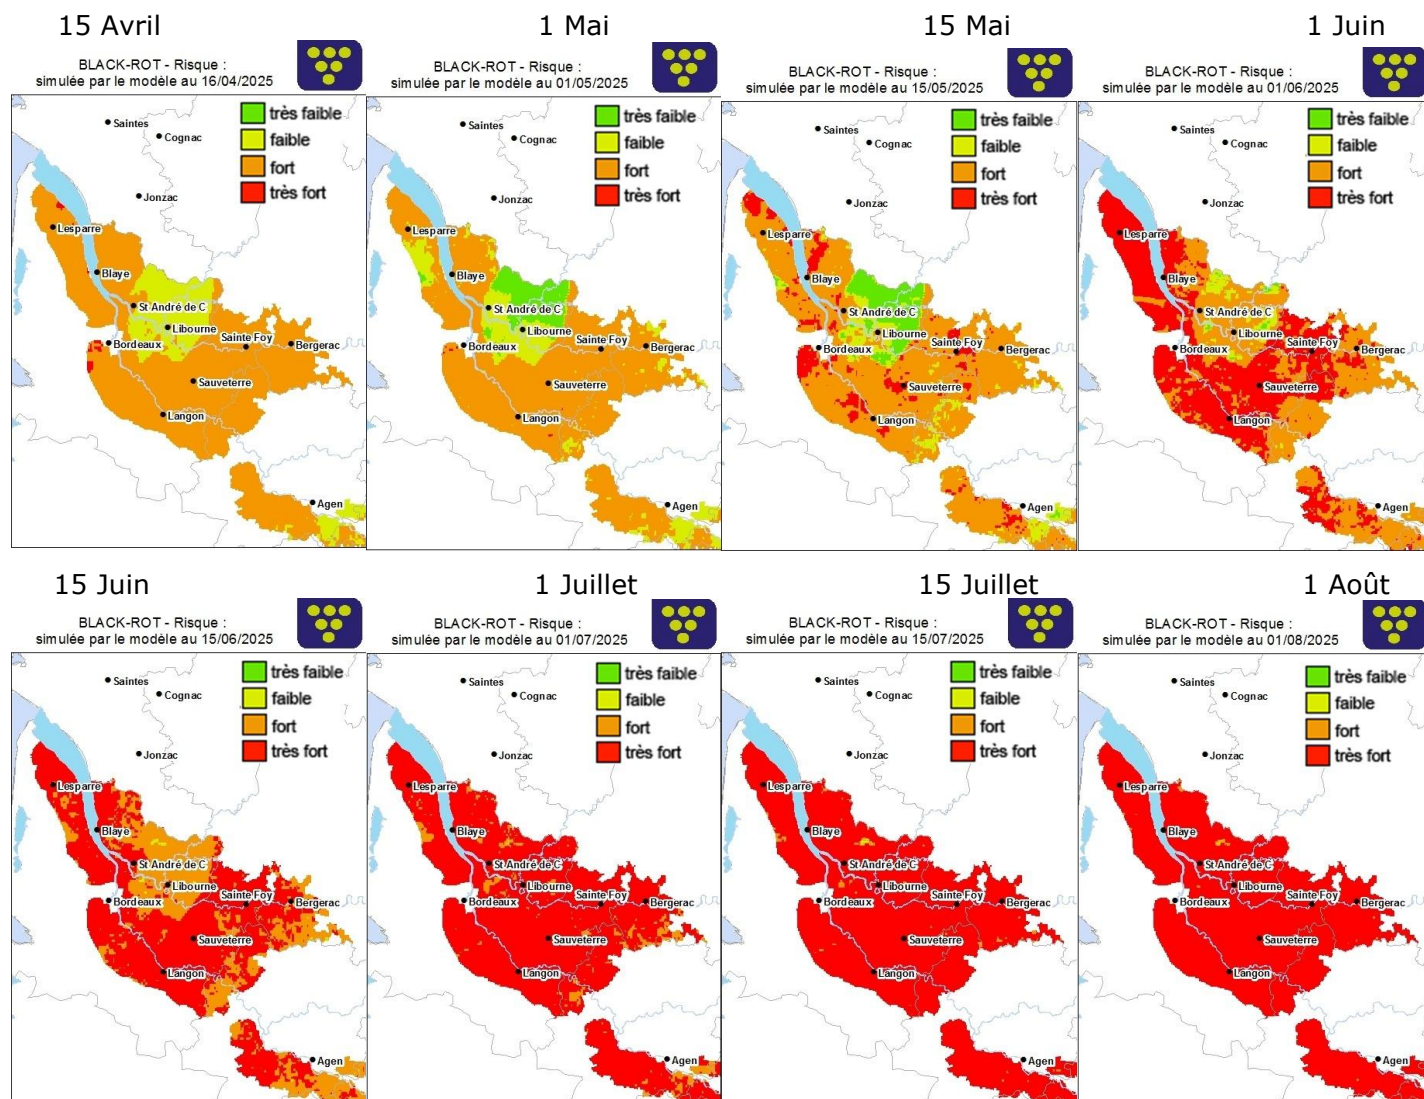 15 Avril
BLACK-ROT - Risque :
simulée par le modèle au 16/04/2025
très faible
faible
fort
très fort
Saintes
Cognac
Jonzac
Lesparre
Blaye
St André de C
Libourne
Bordeaux
Sainte Foy
Bergerac
Sauveterre
Langon
Agen
1 Mai
BLACK-ROT - Risque :
simulée par le modèle au 01/05/2025
très faible
faible
fort
très fort
Saintes
Cognac
Jonzac
Lesparre
Blaye
St André de C
Libourne
Bordeaux
Sainte Foy
Bergerac
Sauveterre
Langon
Agen
15 Mai
BLACK-ROT - Risque :
simulée par le modèle au 15/05/2025
très faible
faible
fort
très fort
Saintes
Cognac
Jonzac
Lesparre
Blaye
St André de C
Libourne
Bordeaux
Sainte Foy
Bergerac
Sauveterre
Langon
Agen
1 Juin
BLACK-ROT - Risque :
simulée par le modèle au 01/06/2025
très faible
faible
fort
très fort
Saintes
Cognac
Jonzac
Lesparre
Blaye
St André de C
Libourne
Bordeaux
Sainte Foy
Bergerac
Sauveterre
Langon
Agen
15 Juin
BLACK-ROT - Risque :
simulée par le modèle au 15/06/2025
très faible
faible
fort
très fort
Saintes
Cognac
Jonzac
Lesparre
Blaye
St André de C
Libourne
Bordeaux
Sainte Foy
Bergerac
Sauveterre
Langon
Agen
1 Juillet
BLACK-ROT - Risque :
simulée par le modèle au 01/07/2025
très faible
faible
fort
très fort
Saintes
Cognac
Jonzac
Lesparre
Blaye
St André de C
Libourne
Bordeaux
Sainte Foy
Bergerac
Sauveterre
Langon
Agen
15 Juillet
BLACK-ROT - Risque :
simulée par le modèle au 15/07/2025
très faible
faible
fort
très fort
Saintes
Cognac
Jonzac
Lesparre
Blaye
St André de C
Libourne
Bordeaux
Sainte Foy
Bergerac
Sauveterre
Langon
Agen
1 Août
BLACK-ROT - Risque :
simulée par le modèle au 01/08/2025
très faible
faible
fort
très fort
Saintes
Cognac
Jonzac
Lesparre
Blaye
St André de C
Libourne
Bordeaux
Sainte Foy
Bergerac
Sauveterre
Langon
Agen